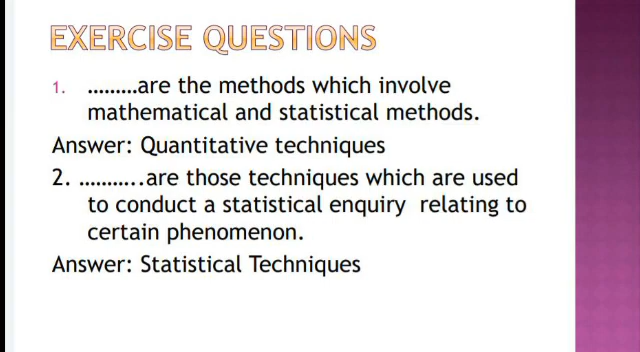 EXERCISE QUESTIONS
1. .........are the methods which involve
mathematical and statistical methods.
Answer: Quantitative techniques
2. ...........are those techniques which are used
to conduct a statistical enquiry relating to
certain phenomenon.
Answer: Statistical Techniques